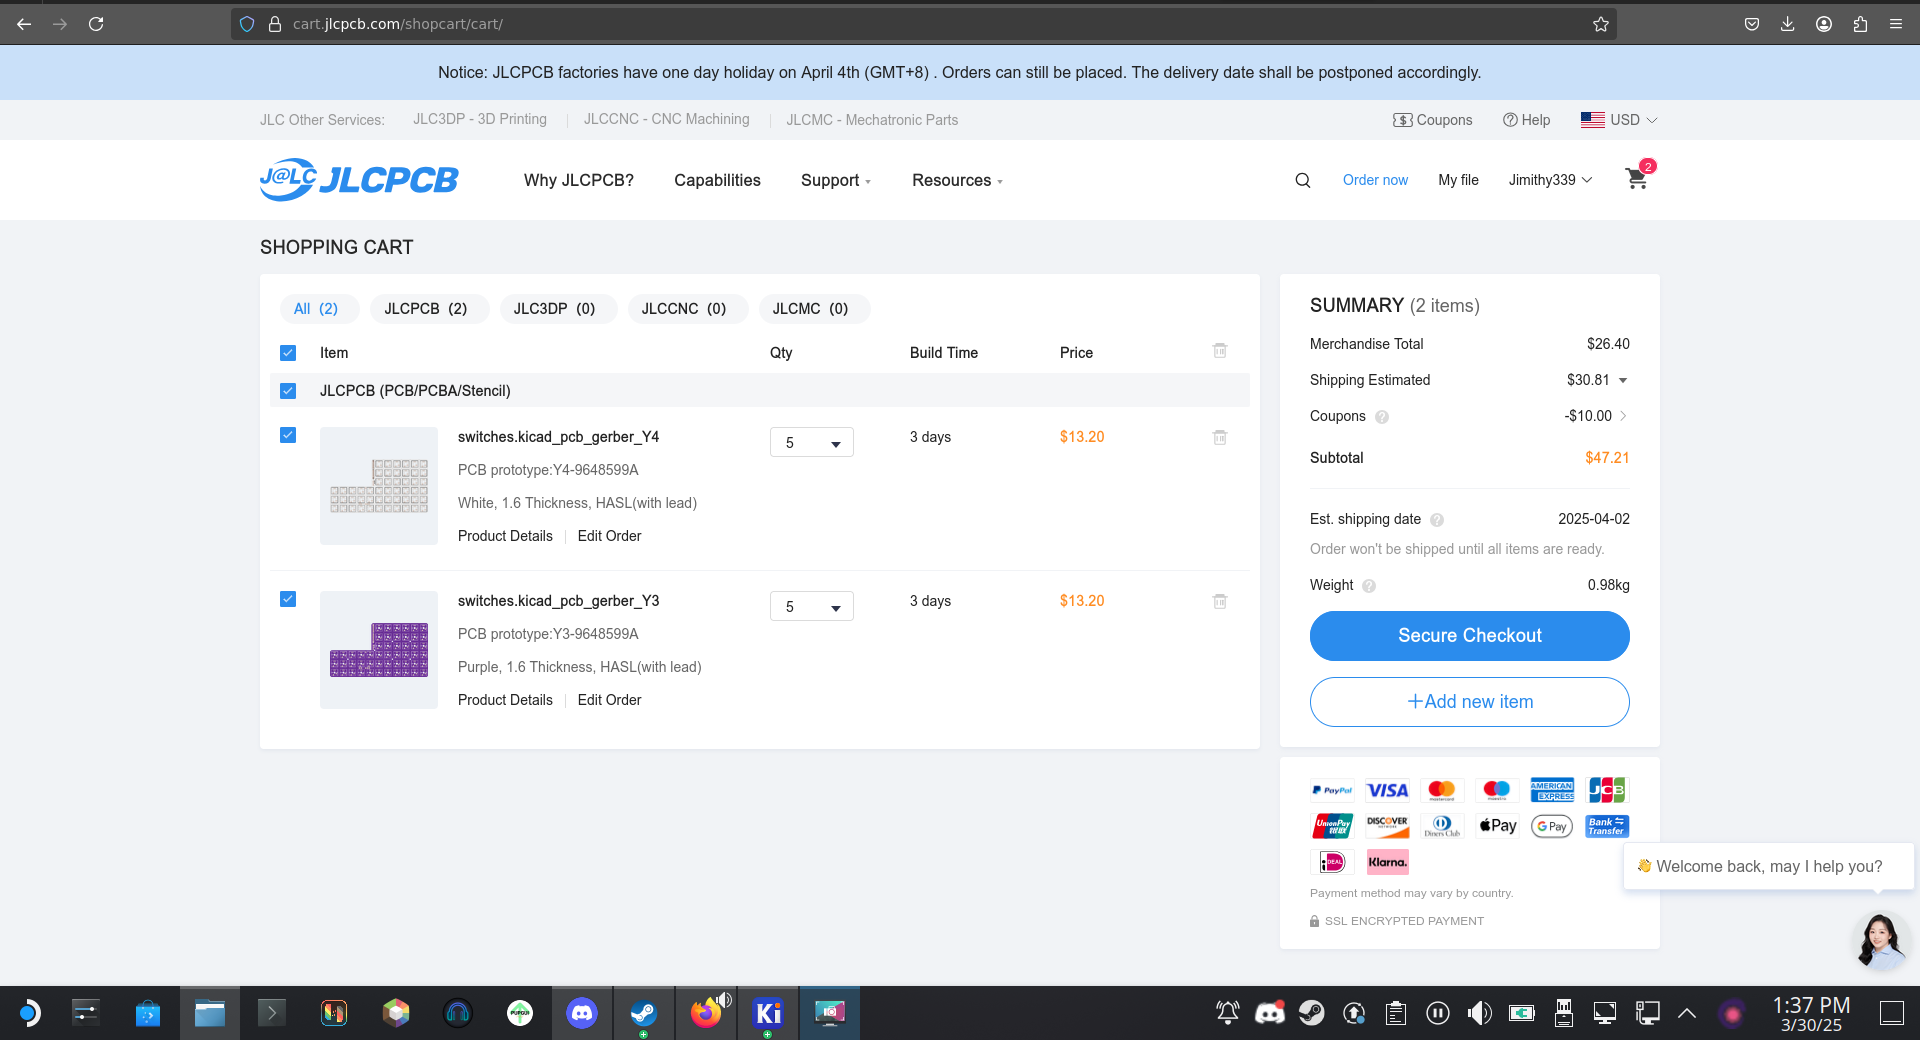 cart.jlcpcb.com/shopcart/cart/
Notice: JLCPCB factories have one day holiday on April 4th (GMT+8) . Orders can still be placed. The delivery date shall be postponed accordingly.
JLC Other Services: JLC3DP - 3D Printing JLCCNC - CNC Machining JLCMC - Mechatronic Parts Coupons Help USD
J@LC JLCPCB Why JLCPCB? Capabilities Support Resources Order now My file Jimithy339 2
SHOPPING CART
All (2) JLCPCB (2) JLC3DP (0) JLCCNC (0) JLCMC (0)
Item Qty Build Time Price
JLCPCB (PCB/PCBA/Stencil)
switches.kicad_pcb_gerber_Y4 5 3 days $13.20
PCB prototype:Y4-9648599A
White, 1.6 Thickness, HASL(with lead)
Product Details Edit Order
switches.kicad_pcb_gerber_Y3 5 3 days $13.20
PCB prototype:Y3-9648599A
Purple, 1.6 Thickness, HASL(with lead)
Product Details Edit Order
SUMMARY (2 items)
Merchandise Total $26.40
Shipping Estimated $30.81
Coupons ? -$10.00
Subtotal $47.21
Est. shipping date ? 2025-04-02
Order won't be shipped until all items are ready.
Weight ? 0.98kg
Secure Checkout
+Add new item
PayPal VISA mastercard maestro AMERICAN EXPRESS JCB
UnionPay 银联 DISCOVER Diners Club Pay G Pay Bank Transfer
iDEAL Klarna.
Payment method may vary by country.
SSL ENCRYPTED PAYMENT
👋 Welcome back, may I help you?
PUPGUI Ki
1:37 PM
3/30/25